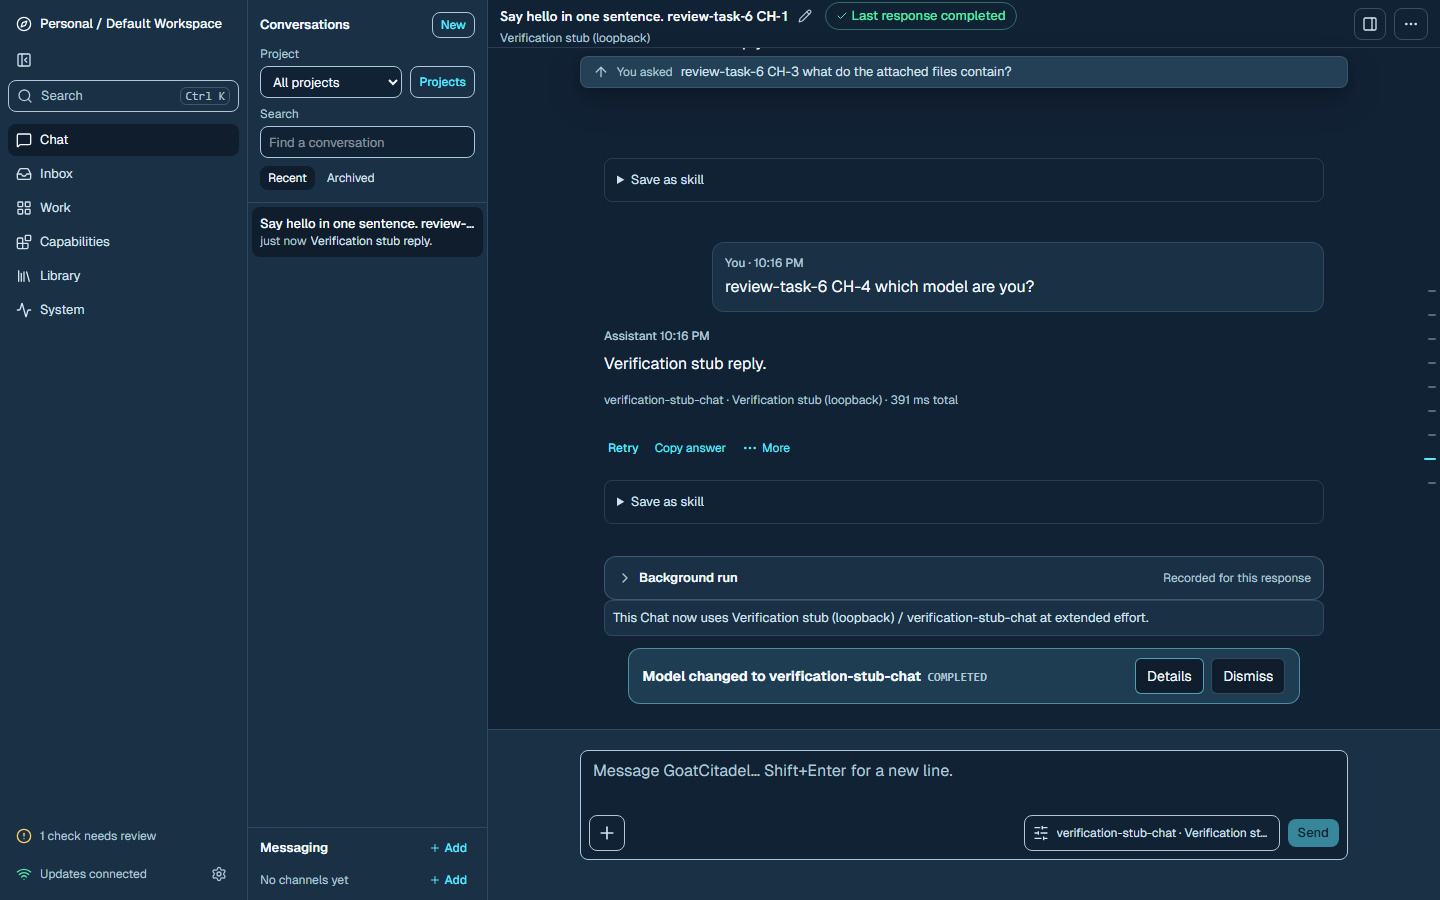 Personal / Default Workspace
Search
Ctrl K
Chat
Inbox
Work
Capabilities
Library
System
1 check needs review
Updates connected
Conversations
New
Project
All projects
Projects
Search
Find a conversation
Recent
Archived
Say hello in one sentence. review-...
just now Verification stub reply.
Messaging
+ Add
No channels yet
+ Add
Say hello in one sentence. review-task-6 CH-1
Last response completed
Verification stub (loopback)
You asked review-task-6 CH-3 what do the attached files contain?
Save as skill
You · 10:16 PM
review-task-6 CH-4 which model are you?
Assistant 10:16 PM
Verification stub reply.
verification-stub-chat · Verification stub (loopback) · 391 ms total
Retry
Copy answer
··· More
Save as skill
Background run
Recorded for this response
This Chat now uses Verification stub (loopback) / verification-stub-chat at extended effort.
Model changed to verification-stub-chat COMPLETED
Details
Dismiss
Message GoatCitadel... Shift+Enter for a new line.
verification-stub-chat · Verification st...
Send